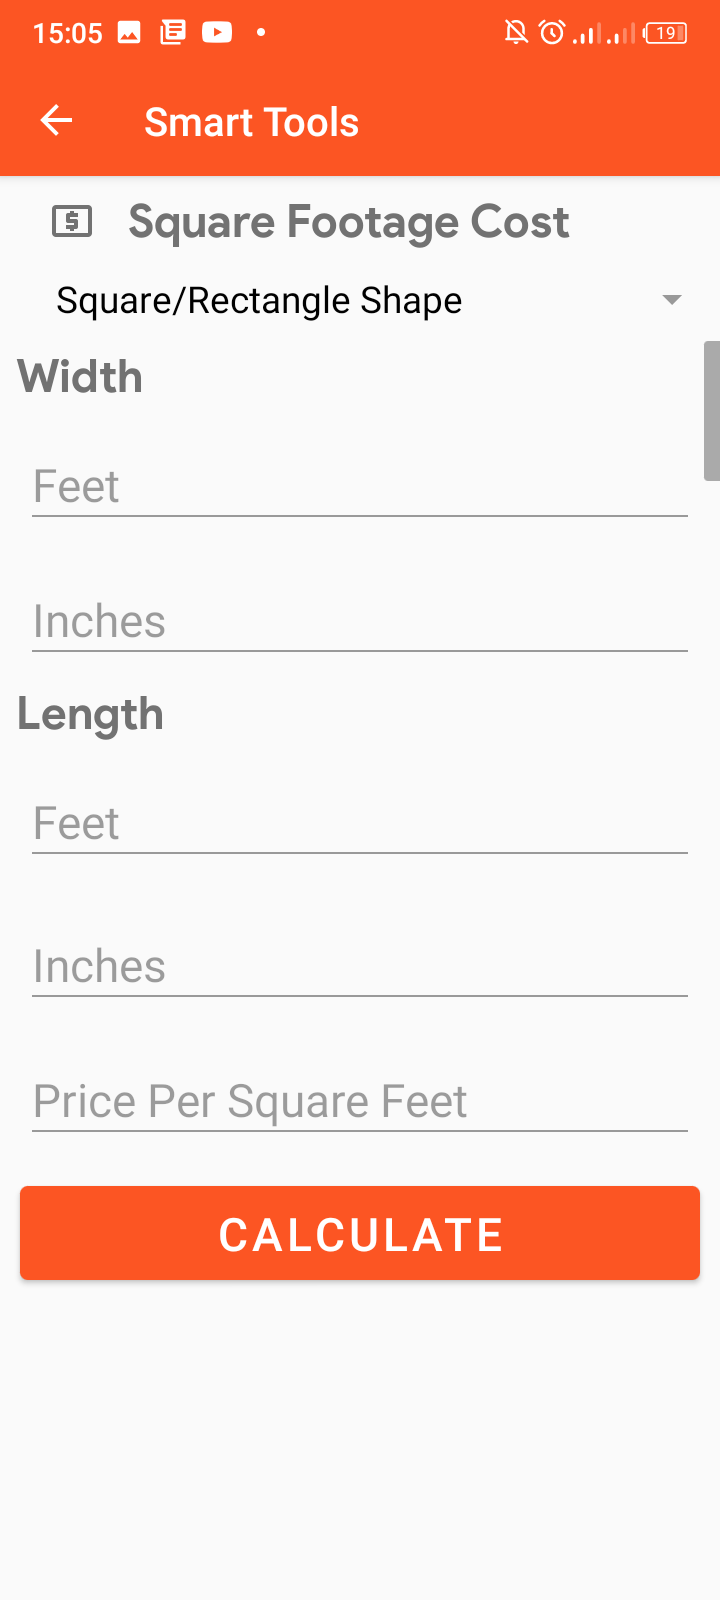 15:05
19
Smart Tools
Square Footage Cost
Square/Rectangle Shape
Width
Feet
Inches
Length
Feet
Inches
Price Per Square Feet
CALCULATE